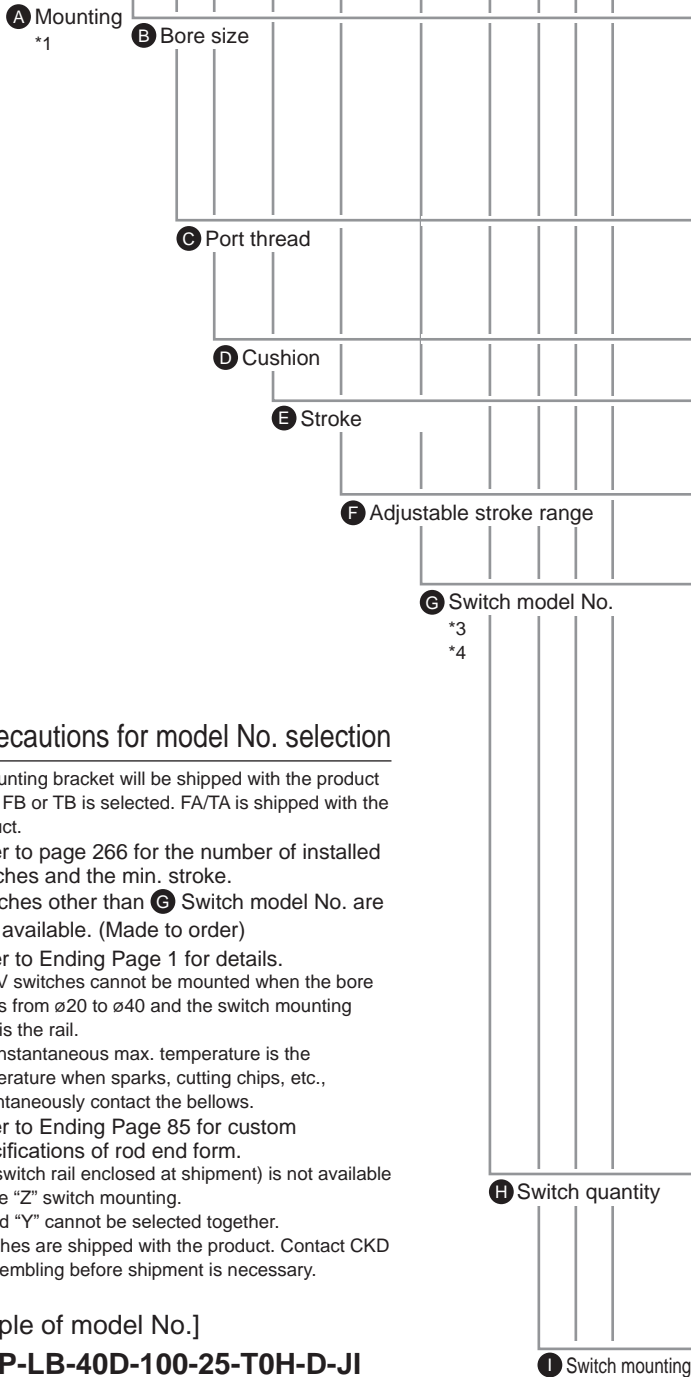 A Mounting
*1
B Bore size
C Port thread
D Cushion
E Stroke
F Adjustable stroke range
G Switch model No.
*3
*4
ecautions for model No. selection
unting bracket will be shipped with the product
FB or TB is selected. FA/TA is shipped with the
uct.
er to page 266 for the number of installed
ches and the min. stroke.
ches other than G Switch model No. are
available. (Made to order)
er to Ending Page 1 for details.
V switches cannot be mounted when the bore
s from ø20 to ø40 and the switch mounting
is the rail.
nstantaneous max. temperature is the
erature when sparks, cutting chips, etc.,
ntaneously contact the bellows.
er to Ending Page 85 for custom
cifications of rod end form.
switch rail enclosed at shipment) is not available
e “Z” switch mounting.
d “Y” cannot be selected together.
hes are shipped with the product. Contact CKD
sembling before shipment is necessary.
H Switch quantity
ple of model No.]
P-LB-40D-100-25-T0H-D-JI
I Switch mounting